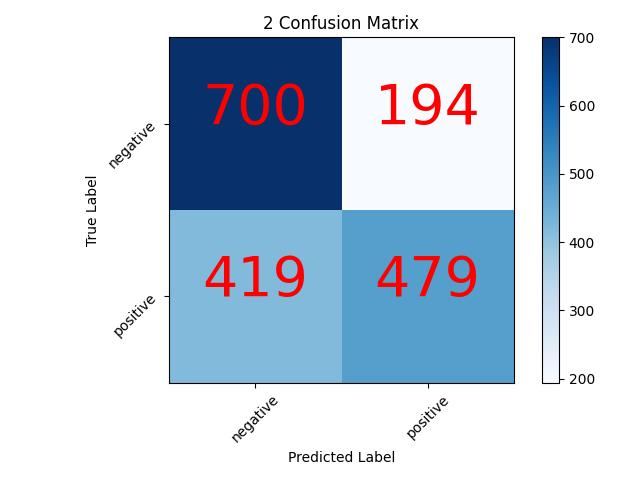 2 Confusion Matrix
700 194
419 479
True Label
negative
positive
negative
positive
Predicted Label
700
600
500
400
300
200